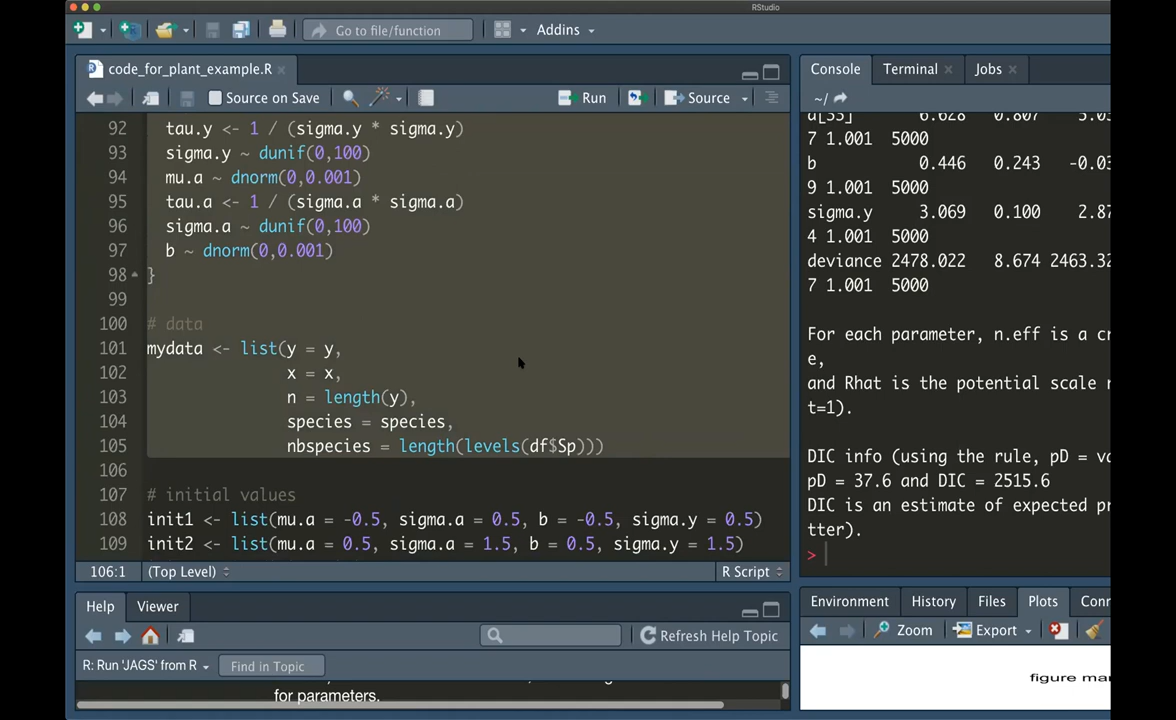 RStudio
Go to file/function
Addins
code_for_plant_example.R
Source on Save
Run
Source
92 tau.y <- 1 / (sigma.y * sigma.y)
93 sigma.y ~ dunif(0,100)
94 mu.a ~ dnorm(0,0.001)
95 tau.a <- 1 / (sigma.a * sigma.a)
96 sigma.a ~ dunif(0,100)
97 b ~ dnorm(0,0.001)
98 }
99
100 # data
101 mydata <- list(y = y,
102 x = x,
103 n = length(y),
104 species = species,
105 nbspecies = length(levels(df$Sp)))
106
107 # initial values
108 init1 <- list(mu.a = -0.5, sigma.a = 0.5, b = -0.5, sigma.y = 0.5)
109 init2 <- list(mu.a = 0.5, sigma.a = 1.5, b = 0.5, sigma.y = 1.5)
106:1 (Top Level) R Script
Help Viewer
Refresh Help Topic
R: Run 'JAGS' from R Find in Topic
for parameters.
Console Terminal Jobs
~/
a[33] 6.628 0.807
7 1.001 5000
b 0.446 0.243 -0.03
9 1.001 5000
sigma.y 3.069 0.100 2.87
4 1.001 5000
deviance 2478.022 8.674 2463.32
7 1.001 5000
For each parameter, n.eff is a cr
e,
and Rhat is the potential scale r
t=1).
DIC info (using the rule, pD = va
pD = 37.6 and DIC = 2515.6
DIC is an estimate of expected pr
tter).
>
Environment History Files Plots Conn
Zoom Export
figure mar